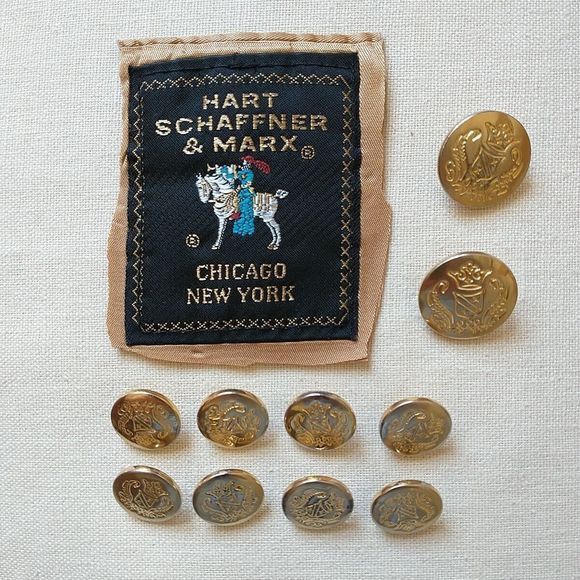 HART
SCHAFFNER
& MARX ®
®
CHICAGO
NEW YORK